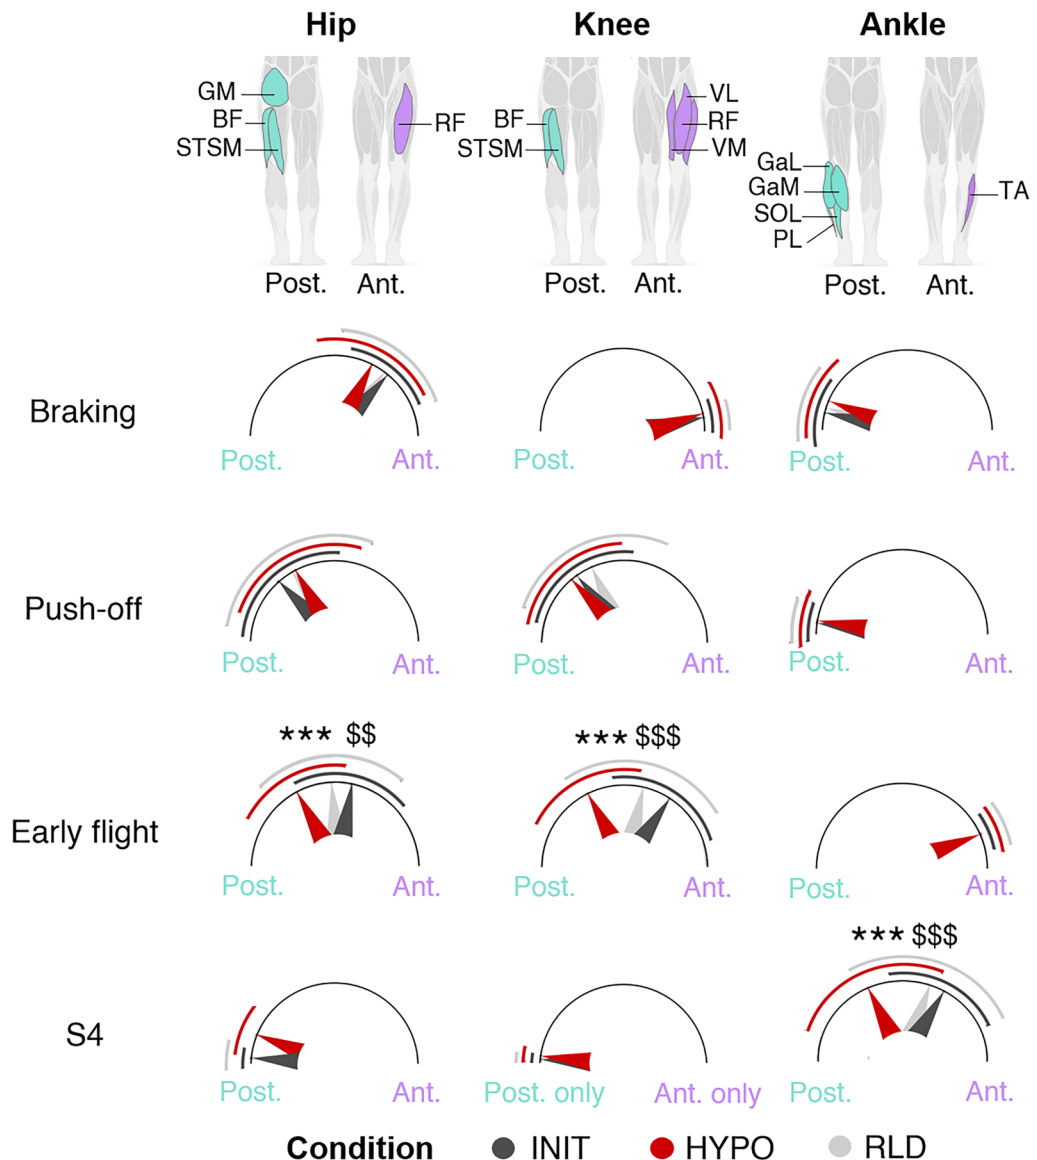 Hip Knee Ankle
GM
BF
STSM
RF
Post. Ant.
BF
STSM
VL
RF
VM
Post. Ant.
GaL
GaM
SOL
PL
TA
Post. Ant.
Braking
Post. Ant.
Post. Ant.
Post. Ant.
Push-off
Post. Ant.
Post. Ant.
Post. Ant.
*** $$
*** $$$
Early flight
Post. Ant.
Post. Ant.
Post. Ant.
*** $$$
S4
Post. Ant.
Post. only Ant. only
Post. Ant.
Condition INIT HYPO RLD